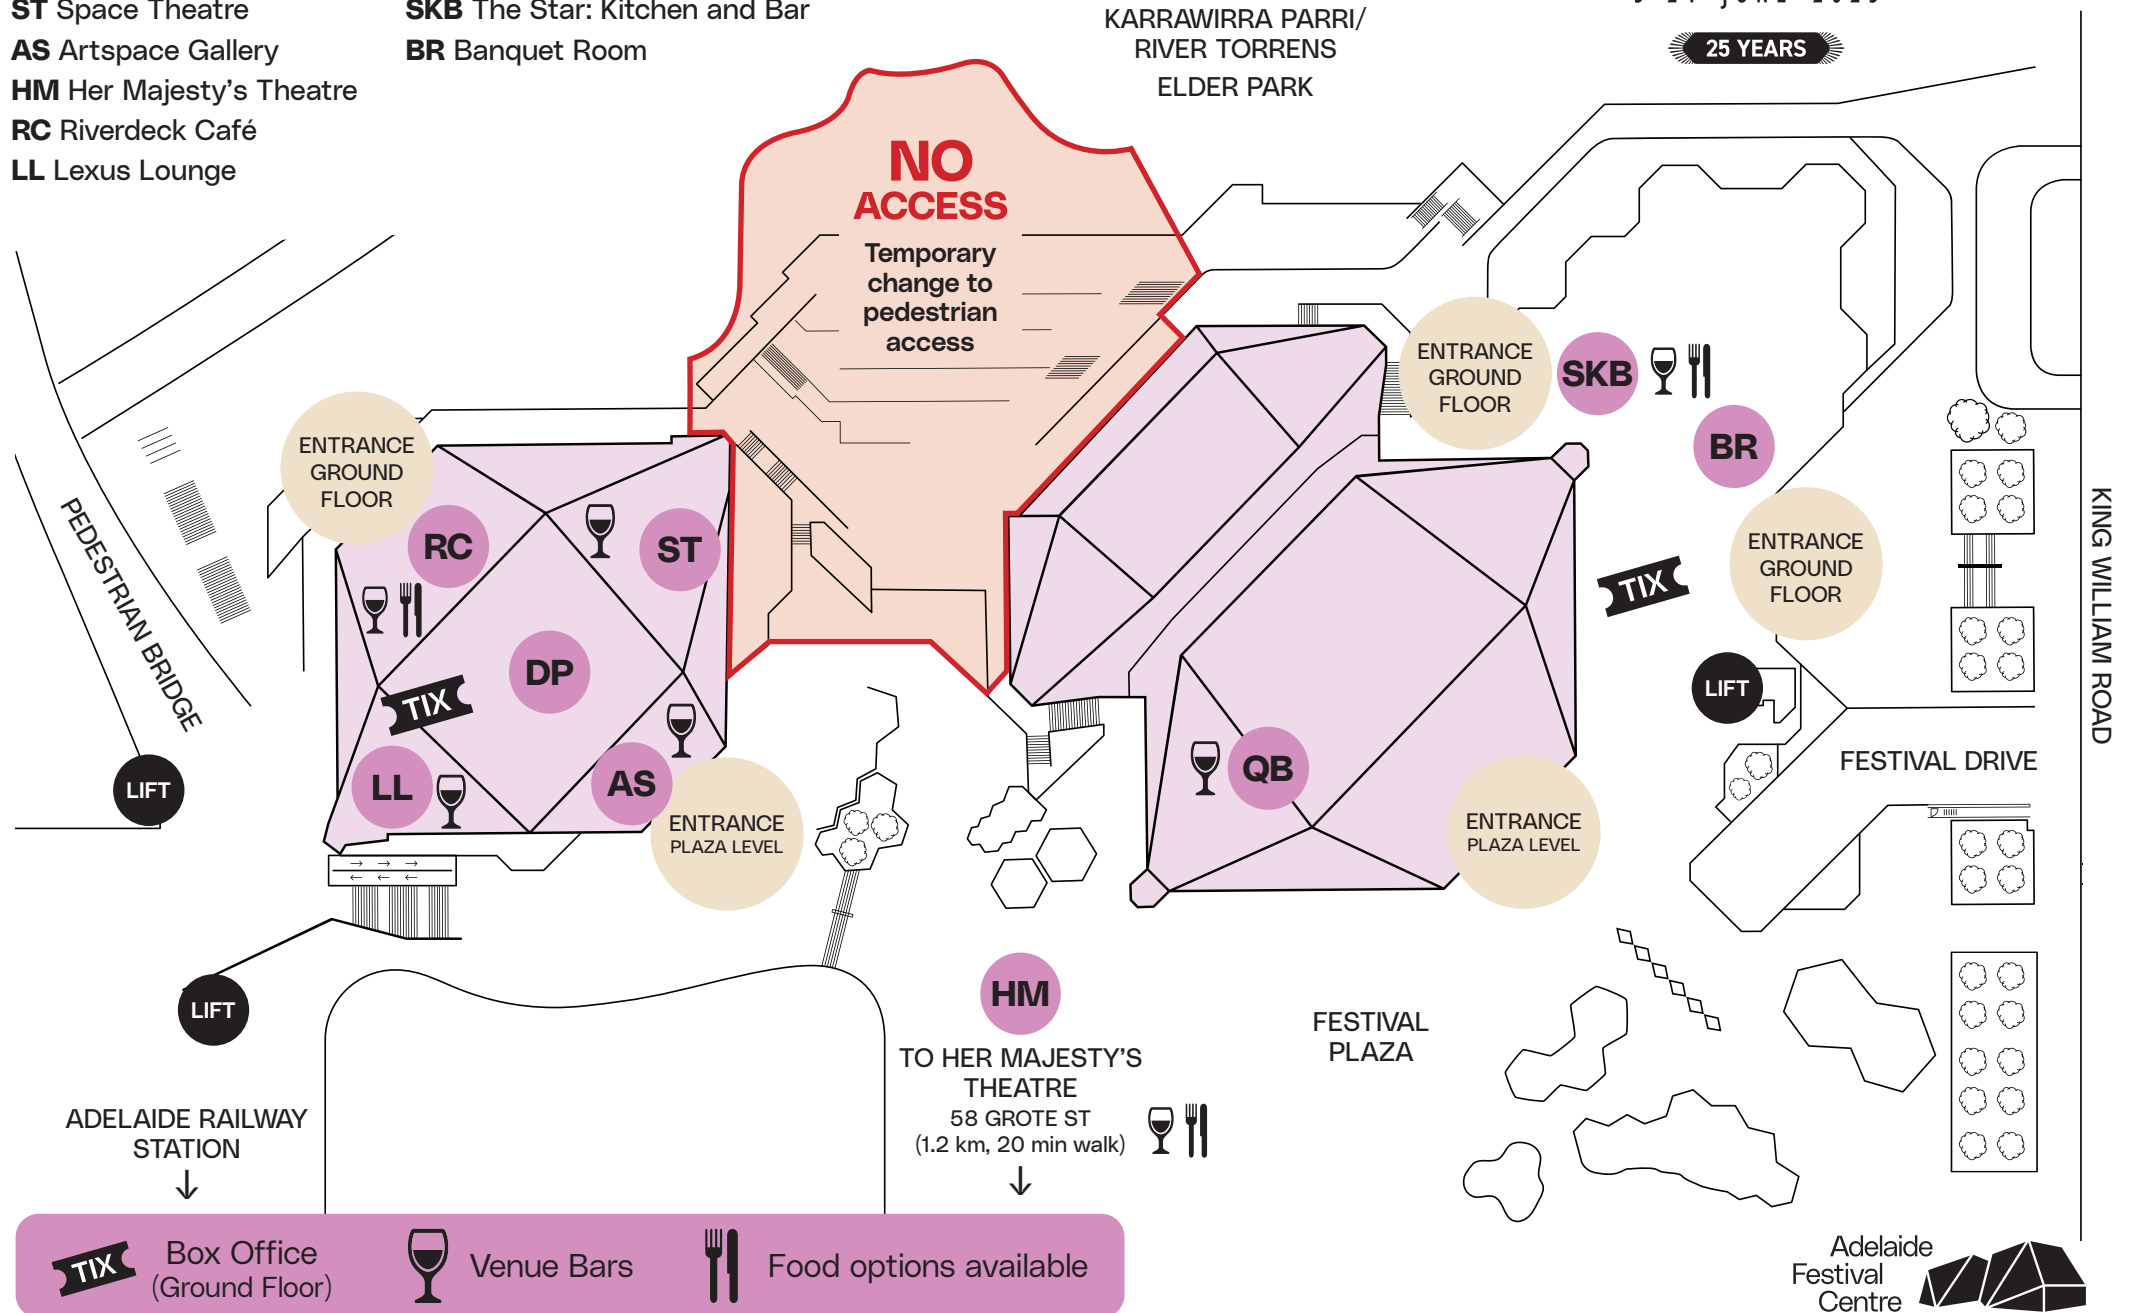 ST Space Theatre
AS Artspace Gallery
HM Her Majesty's Theatre
RC Riverdeck Café
LL Lexus Lounge
SKB The Star: Kitchen and Bar
BR Banquet Room
KARRAWIRRA PARRI/
RIVER TORRENS
ELDER PARK
25 YEARS
NO
ACCESS
Temporary
change to
pedestrian
access
ENTRANCE
GROUND
FLOOR
SKB
BR
ENTRANCE
GROUND
FLOOR
RC
ST
ENTRANCE
GROUND
FLOOR
TIX
KING WILLIAM ROAD
PEDESTRIAN BRIDGE
DP
TIX
LIFT
LIFT
LL
AS
QB
FESTIVAL DRIVE
ENTRANCE
PLAZA LEVEL
ENTRANCE
PLAZA LEVEL
LIFT
HM
TO HER MAJESTY'S
THEATRE
58 GROTE ST
(1.2 km, 20 min walk)
FESTIVAL
PLAZA
ADELAIDE RAILWAY
STATION
TIX
Box Office
(Ground Floor)
Venue Bars
Food options available
Adelaide
Festival
Centre